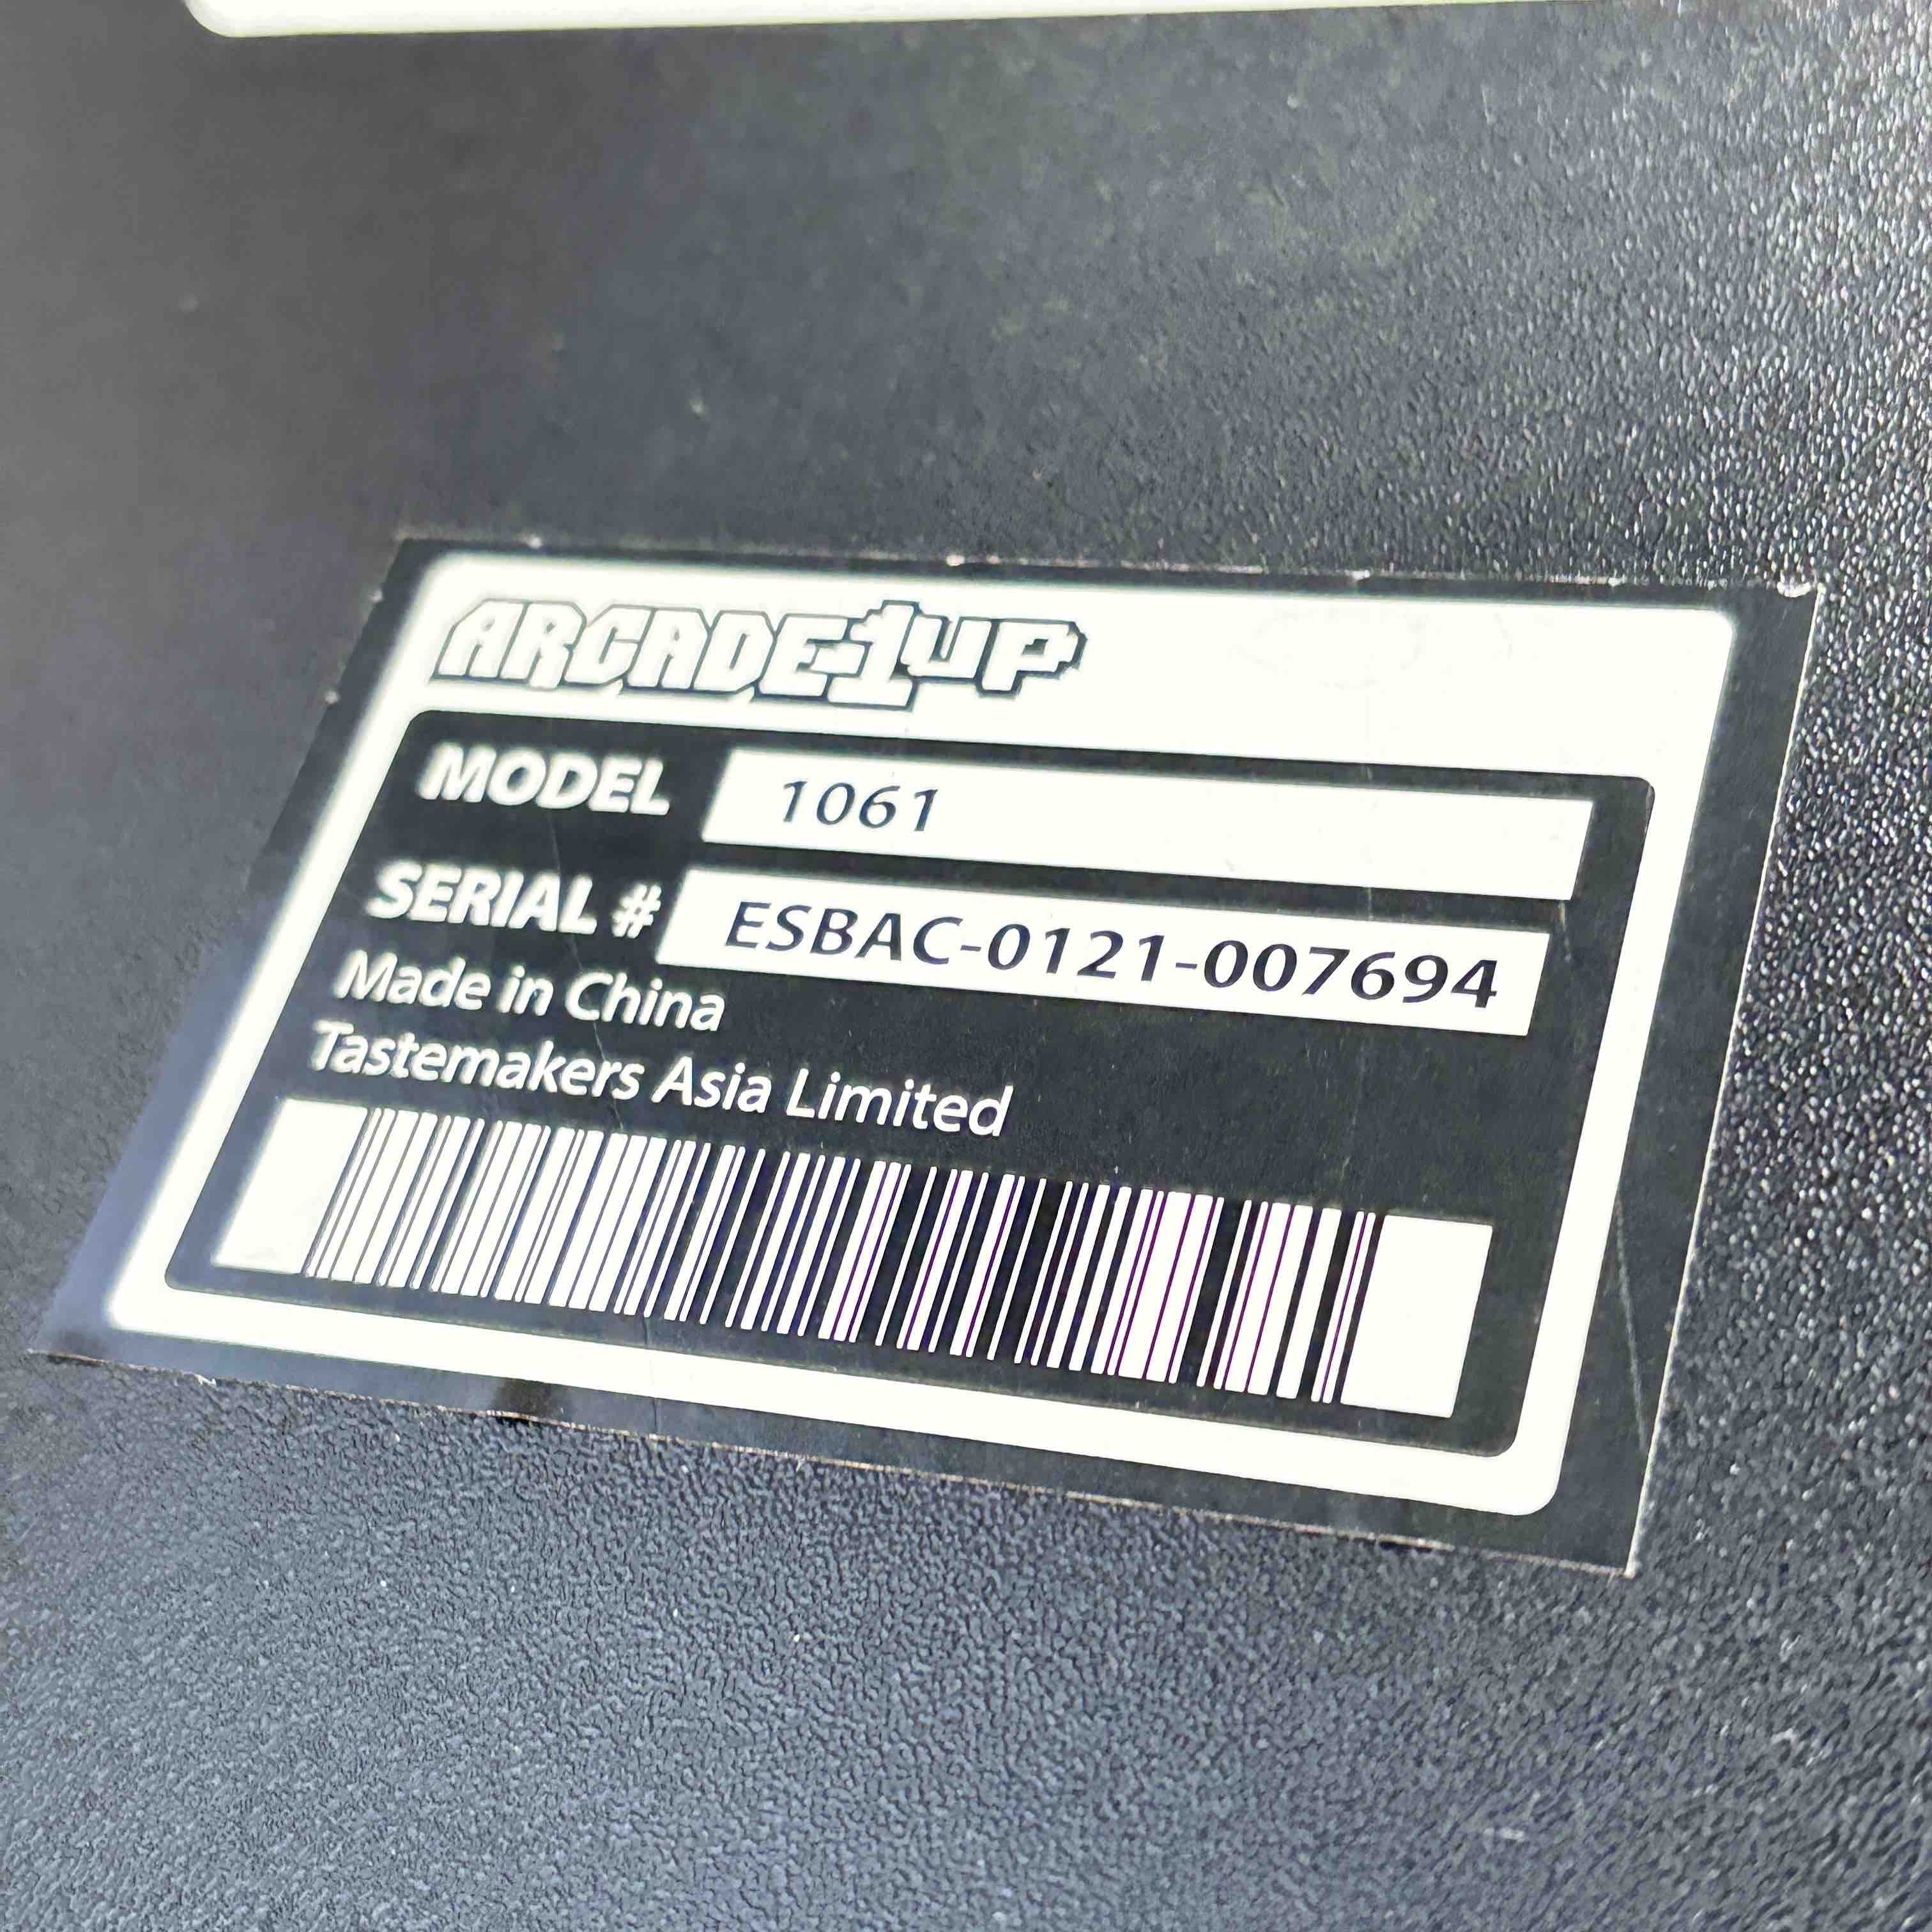 ARCADE1UP
MODEL 1061
SERIAL # ESBAC-0121-007694
Made in China
Tastemakers Asia Limited